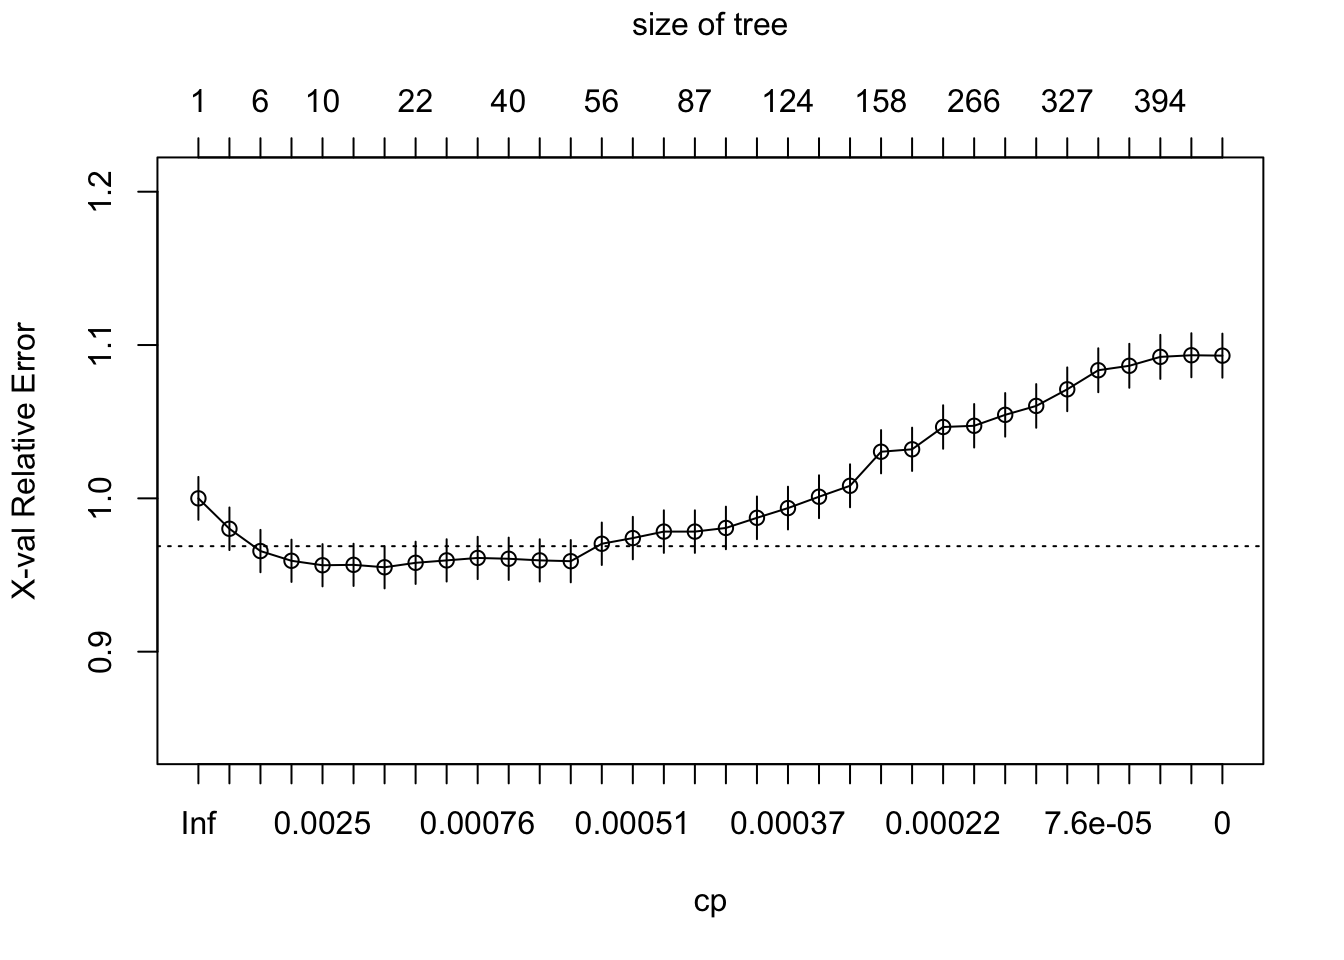 size of tree
1 6 10 22 40 56 87 124 158 266 327 394
1.2
1.1
1.0
0.9
X-val Relative Error
Inf 0.0025 0.00076 0.00051 0.00037 0.00022 7.6e-05 0
cp